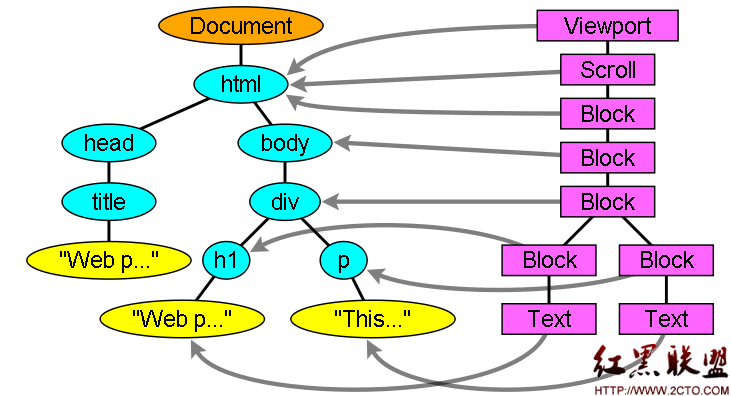 Document
Viewport
html
Scroll
Block
head
body
Block
title
div
Block
"Web p..."
h1
p
Block
Block
"Web p..."
"This..."
Text
Text
红黑联盟
HTTP://WWW.2CTO.COM